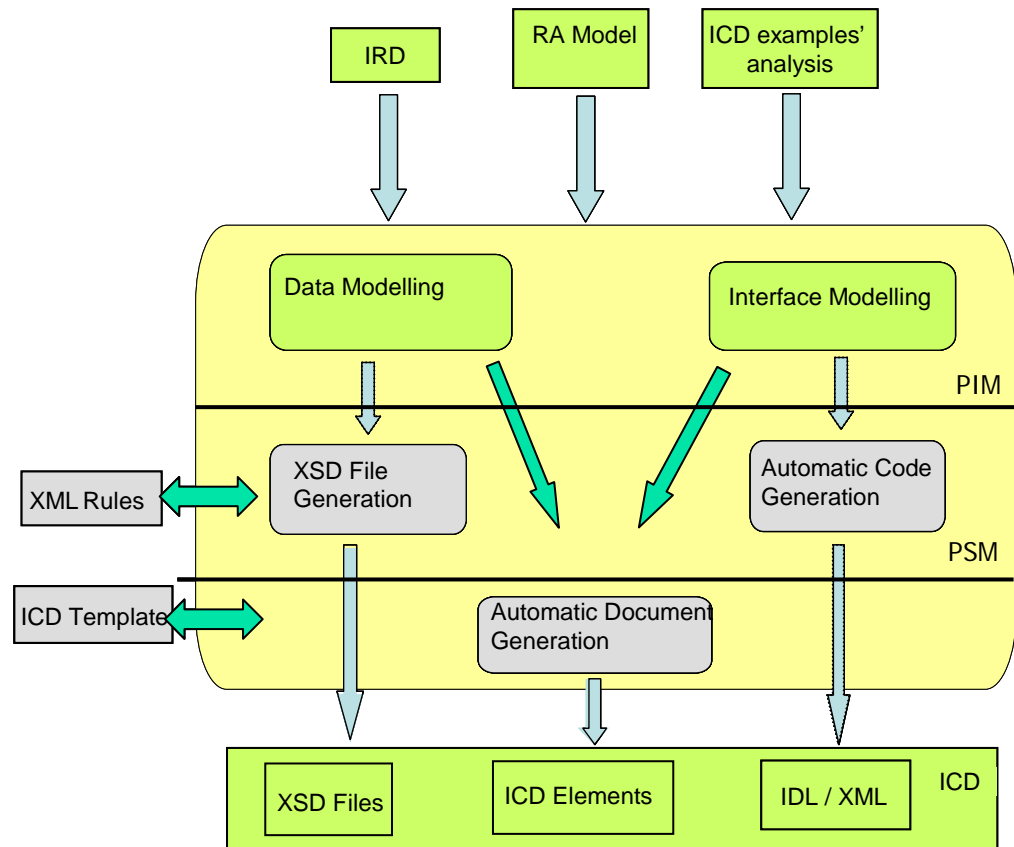 IRD
RA Model
ICD examples'
analysis
Data Modelling
Interface Modelling
PIM
XML Rules
XSD File
Generation
Automatic Code
Generation
PSM
ICD Template
Automatic Document
Generation
XSD Files
ICD Elements
IDL / XML
ICD